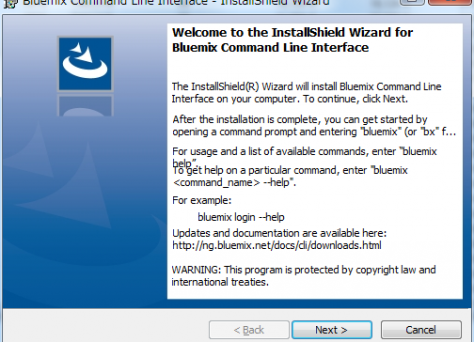 Bluemix Command Line Interface - InstallShield Wizard
Welcome to the InstallShield Wizard for
Bluemix Command Line Interface
The InstallShield(R) Wizard will install Bluemix Command Line
Interface on your computer. To continue, click Next.
After the installation is complete, you can get started by
opening a command prompt and entering "bluemix" (or "bx" f...
For usage and a list of available commands, enter "bluemix
help".
To get help on a particular command, enter "bluemix
<command_name> --help".
For example:
bluemix login --help
Updates and documentation are available here:
http://ng.bluemix.net/docs/cli/downloads.html
WARNING: This program is protected by copyright law and
international treaties.
< Back
Next >
Cancel